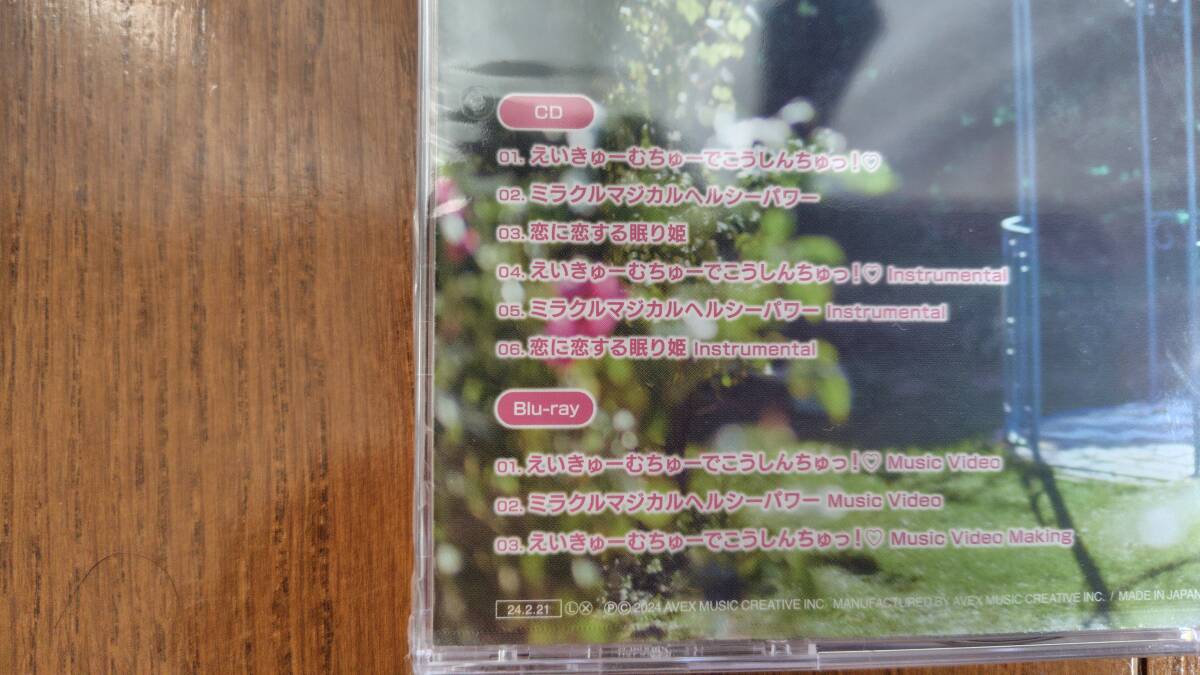 CD
01. えいきゅーむちゅーでこうしんちゅっ！♡
02. ミラクルマジカルヘルシーパワー
03. 恋に恋する眠り姫
04. えいきゅーむちゅーでこうしんちゅっ！♡ Instrumental
05. ミラクルマジカルヘルシーパワー Instrumental
06. 恋に恋する眠り姫 Instrumental
Blu-ray
01. えいきゅーむちゅーでこうしんちゅっ！♡ Music Video
02. ミラクルマジカルヘルシーパワー Music Video
03. えいきゅーむちゅーでこうしんちゅっ！♡ Music Video Making
24.2.21 Ⓛⓧ ℗© 2024 AVEX MUSIC CREATIVE INC. MANUFACTURED BY AVEX MUSIC CREATIVE INC. / MADE IN JAPAN